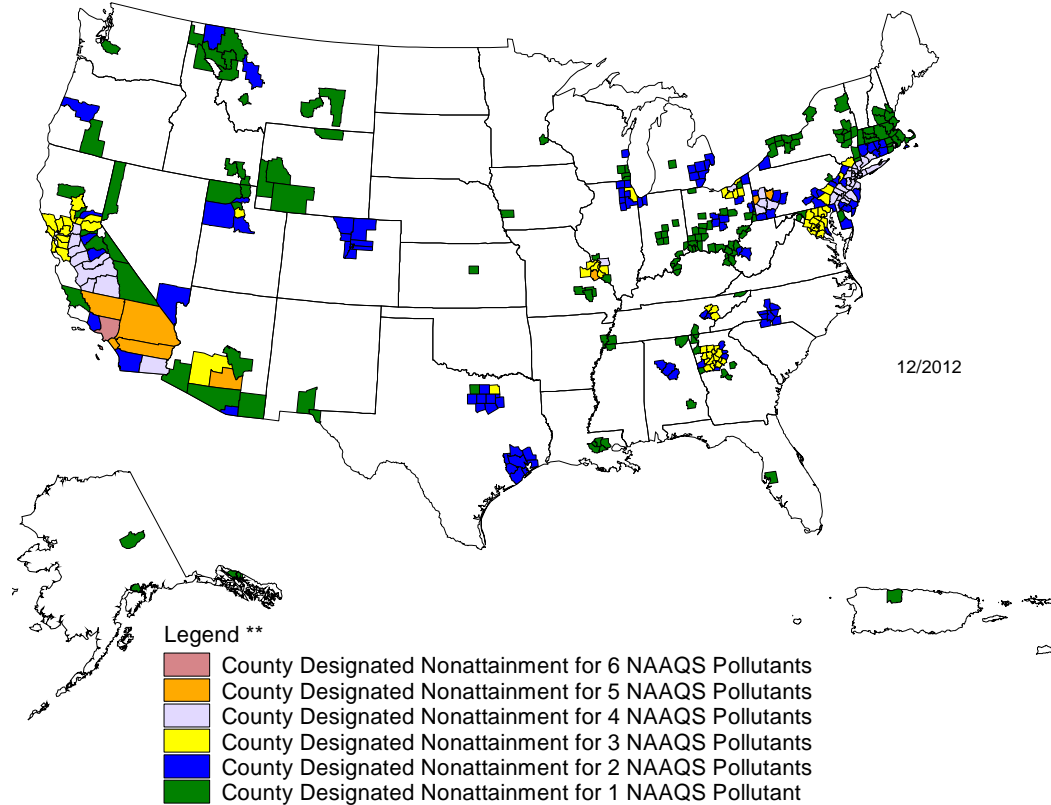 12/2012
Legend **
County Designated Nonattainment for 6 NAAQS Pollutants
County Designated Nonattainment for 5 NAAQS Pollutants
County Designated Nonattainment for 4 NAAQS Pollutants
County Designated Nonattainment for 3 NAAQS Pollutants
County Designated Nonattainment for 2 NAAQS Pollutants
County Designated Nonattainment for 1 NAAQS Pollutant